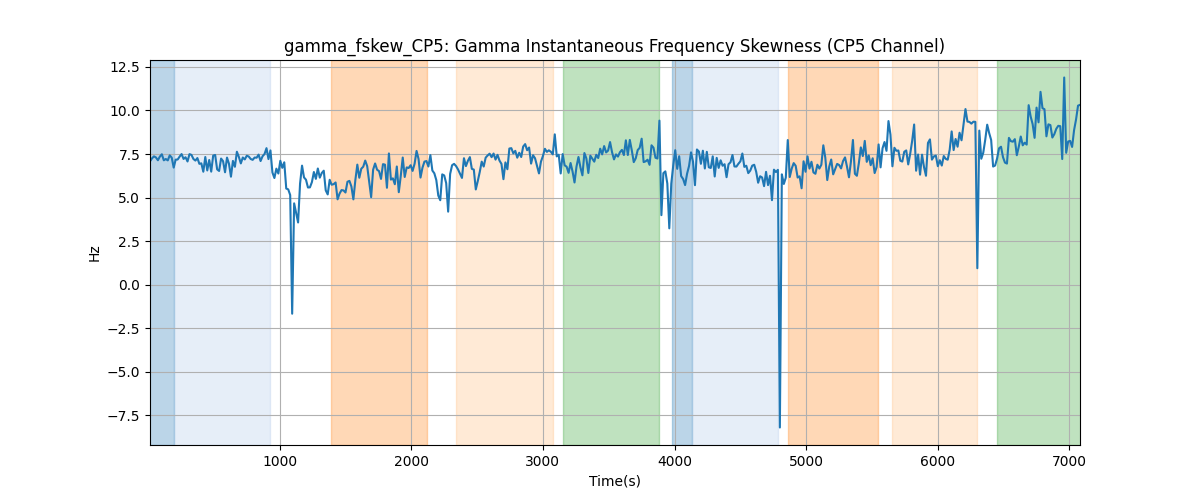 gamma_fskew_CP5: Gamma Instantaneous Frequency Skewness (CP5 Channel)
12.5
10.0
7.5
5.0
2.5
0.0
−2.5
−5.0
−7.5
Hz
1000 2000 3000 4000 5000 6000 7000
Time(s)